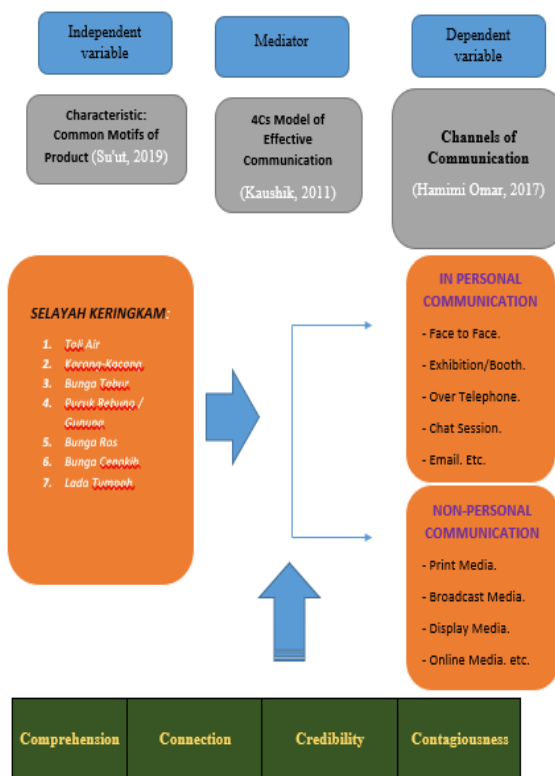 Independent
variable
Mediator
Dependent
variable
Characteristic:
Common Motifs of
Product (Su'ut, 2019)
4Cs Model of
Effective
Communication
(Kaushik, 2011)
Channels of
Communication
(Hamimi Omar, 2017)
SELAYAH KERINGKAM:
1. Tali Air
2. Kacang-Kacang
3. Bunga Tabur
4. Pucuk Rebung /
Gunung
5. Bunga Ros
6. Bunga Cengkih
7. Lada Tumpah
IN PERSONAL
COMMUNICATION
- Face to Face.
- Exhibition/Booth.
- Over Telephone.
- Chat Session.
- Email. Etc.
NON-PERSONAL
COMMUNICATION
- Print Media.
- Broadcast Media.
- Display Media.
- Online Media. etc.
Comprehension
Connection
Credibility
Contagiousness